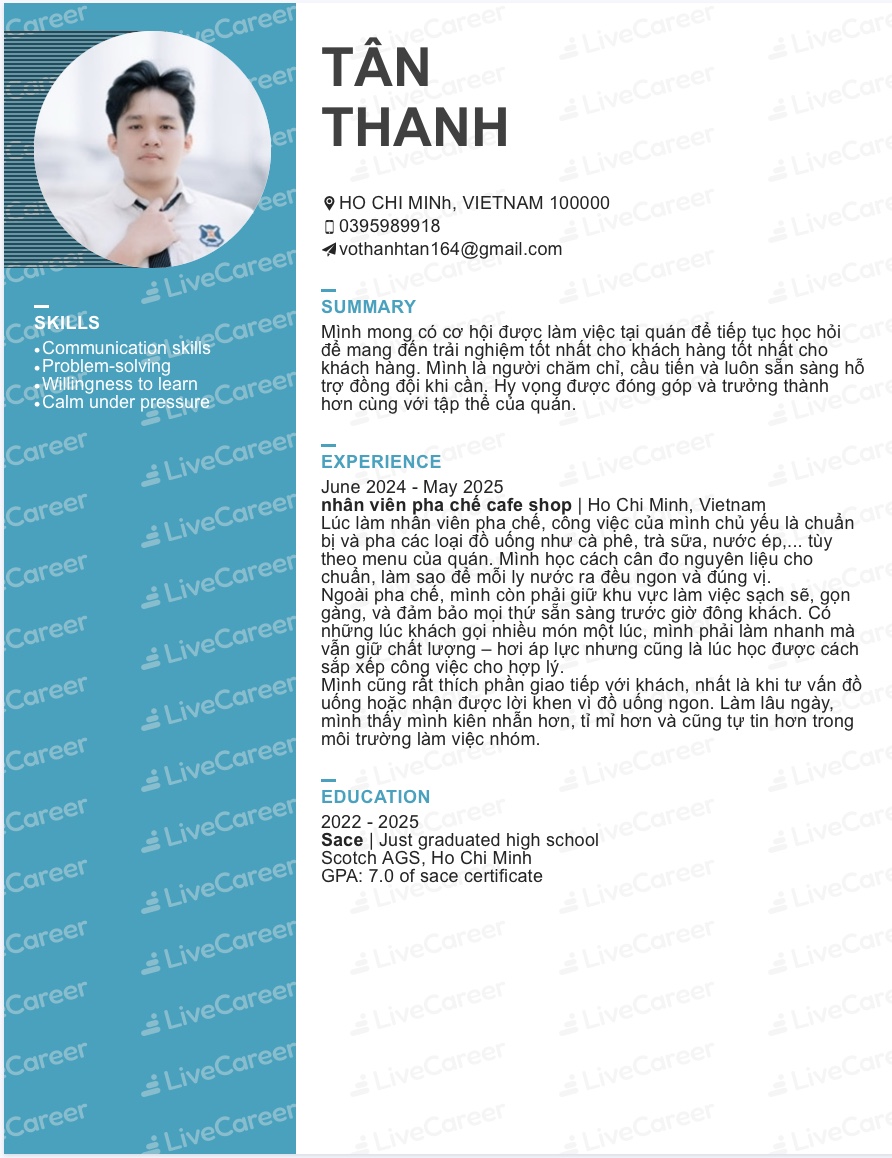 TÂN
THANH
HO CHI MINh, VIETNAM 100000
0395989918
vothanhtan164@gmail.com
SKILLS
•Communication skills
•Problem-solving
•Willingness to learn
•Calm under pressure
SUMMARY
Mình mong có cơ hội được làm việc tại quán để tiếp tục học hỏi
để mang đến trải nghiệm tốt nhất cho khách hàng tốt nhất cho
khách hàng. Mình là người chăm chỉ, cầu tiến và luôn sẵn sàng hỗ
trợ đồng đội khi cần. Hy vọng được đóng góp và trưởng thành
hơn cùng với tập thể của quán.
EXPERIENCE
June 2024 - May 2025
nhân viên pha chế cafe shop | Ho Chi Minh, Vietnam
Lúc làm nhân viên pha chế, công việc của mình chủ yếu là chuẩn
bị và pha các loại đồ uống như cà phê, trà sữa, nước ép,... tùy
theo menu của quán. Mình học cách cân đo nguyên liệu cho
chuẩn, làm sao để mỗi ly nước ra đều ngon và đúng vị.
Ngoài pha chế, mình còn phải giữ khu vực làm việc sạch sẽ, gọn
gàng, và đảm bảo mọi thứ sẵn sàng trước giờ đông khách. Có
những lúc khách gọi nhiều món một lúc, mình phải làm nhanh mà
vẫn giữ chất lượng – hơi áp lực nhưng cũng là lúc học được cách
sắp xếp công việc cho hợp lý.
Mình cũng rất thích phần giao tiếp với khách, nhất là khi tư vấn đồ
uống hoặc nhận được lời khen vì đồ uống ngon. Làm lâu ngày,
mình thấy mình kiên nhẫn hơn, tỉ mỉ hơn và cũng tự tin hơn trong
môi trường làm việc nhóm.
EDUCATION
2022 - 2025
Sace | Just graduated high school
Scotch AGS, Ho Chi Minh
GPA: 7.0 of sace certificate
LiveCareer